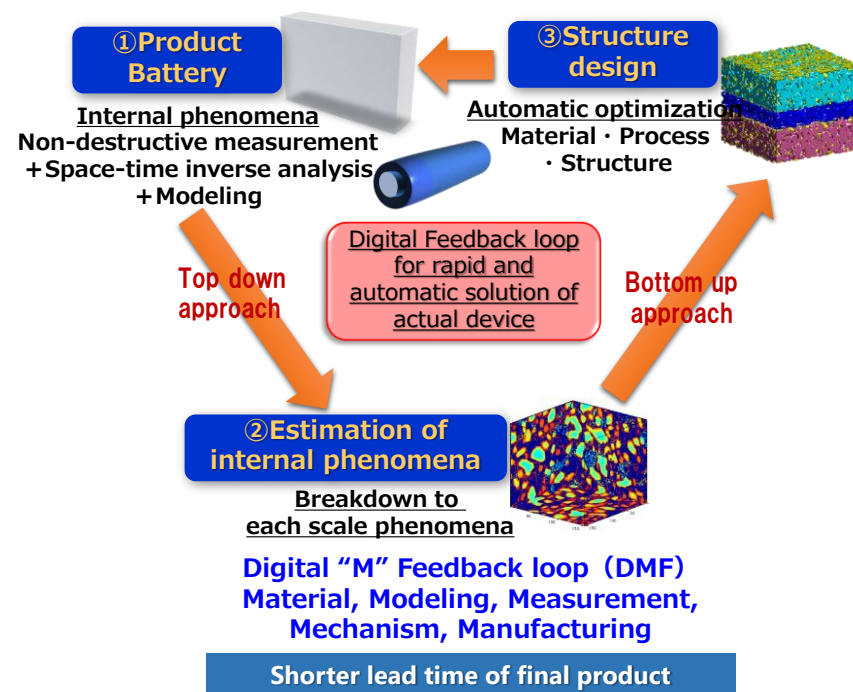 ①Product
Battery
Internal phenomena
Non-destructive measurement
+Space-time inverse analysis
+Modeling
③Structure
design
Automatic optimization
Material・Process
・Structure
Digital Feedback loop
for rapid and
automatic solution of
actual device
Top down
approach
Bottom up
approach
②Estimation of
internal phenomena
Breakdown to
each scale phenomena
Digital “M” Feedback loop（DMF）
Material, Modeling, Measurement,
Mechanism, Manufacturing
Shorter lead time of final product